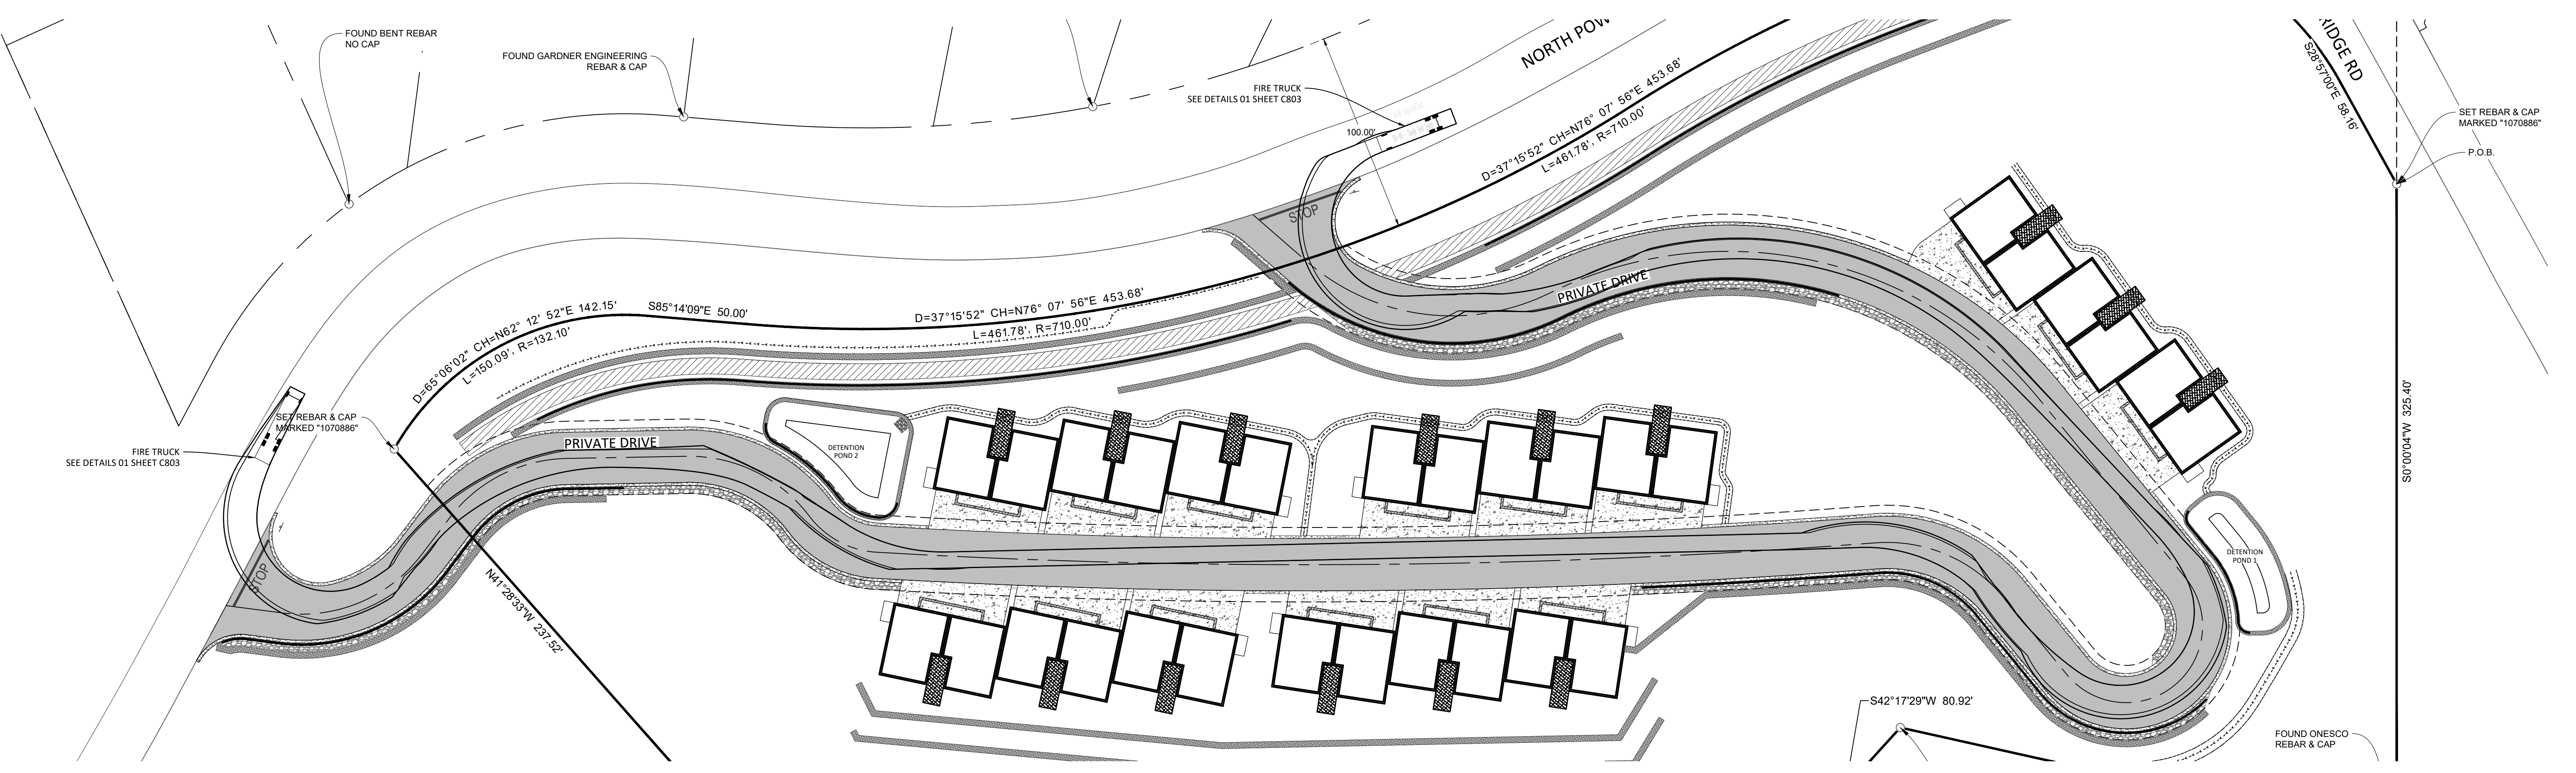 FOUND BENT REBAR
NO CAP
FOUND GARDNER ENGINEERING
REBAR & CAP
FIRE TRUCK
SEE DETAILS 01 SHEET C803
100.00'
NORTH
D=37°15'52" CH=N76° 07' 56"E 453.68'
L=461.78', R=710.00'
RIDGE RD
S28°57'00"E 58.16'
SET REBAR & CAP
MARKED "1070886"
P.O.B.
STOP
PRIVATE DRIVE
D=65°06'02" CH=N62° 12' 52"E 142.15'
L=150.09', R=132.10'
S85°14'09"E 50.00'
D=37°15'52" CH=N76° 07' 56"E 453.68'
L=461.78', R=710.00'
SET REBAR & CAP
MARKED "1070886"
FIRE TRUCK
SEE DETAILS 01 SHEET C803
PRIVATE DRIVE
DETENTION
POND 2
S0°00'04"W 325.40'
STOP
N41°28'33"W 237.52'
DETENTION
POND 1
S42°17'29"W 80.92'
FOUND ONESCO
REBAR & CAP